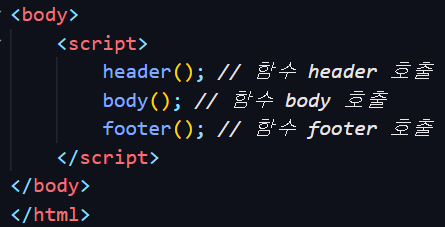 <body>
<script>
header(); // 함수 header 호출
body(); // 함수 body 호출
footer(); // 함수 footer 호출
</script>
</body>
</html>